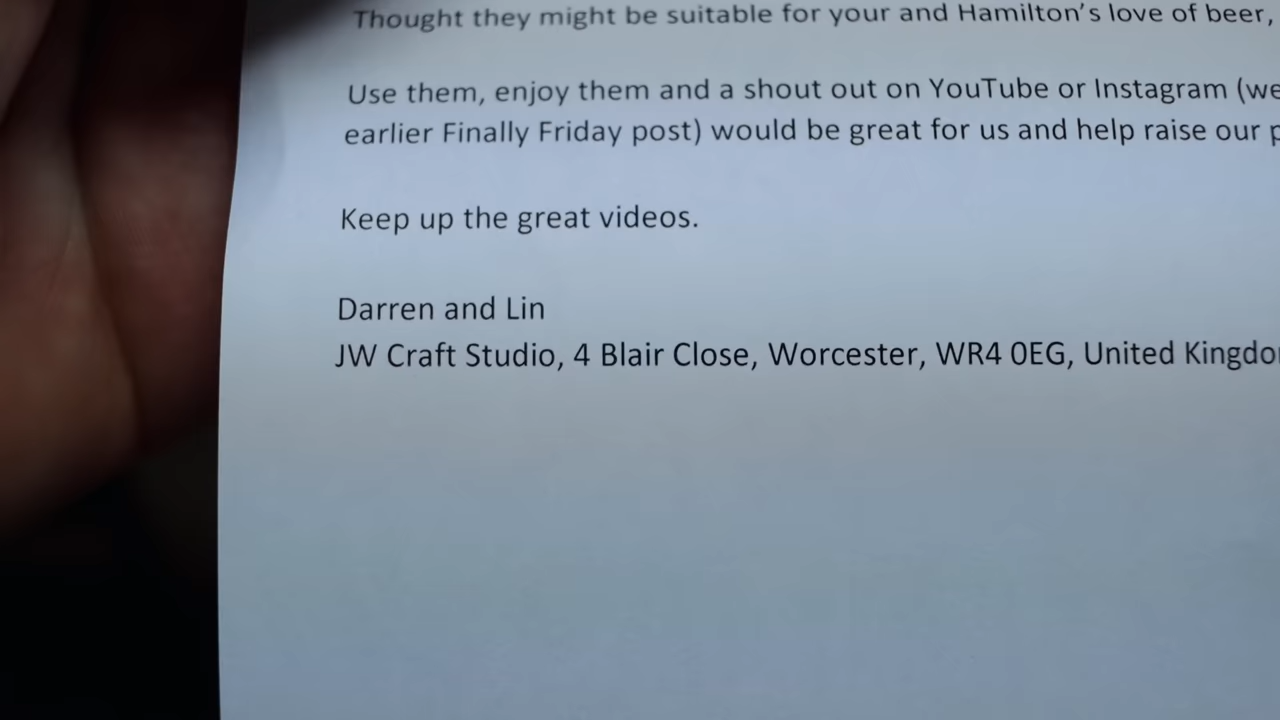 Thought they might be suitable for your and Hamilton's love of beer,
Use them, enjoy them and a shout out on YouTube or Instagram (we
earlier Finally Friday post) would be great for us and help raise our p
Keep up the great videos.
Darren and Lin
JW Craft Studio, 4 Blair Close, Worcester, WR4 0EG, United Kingdo